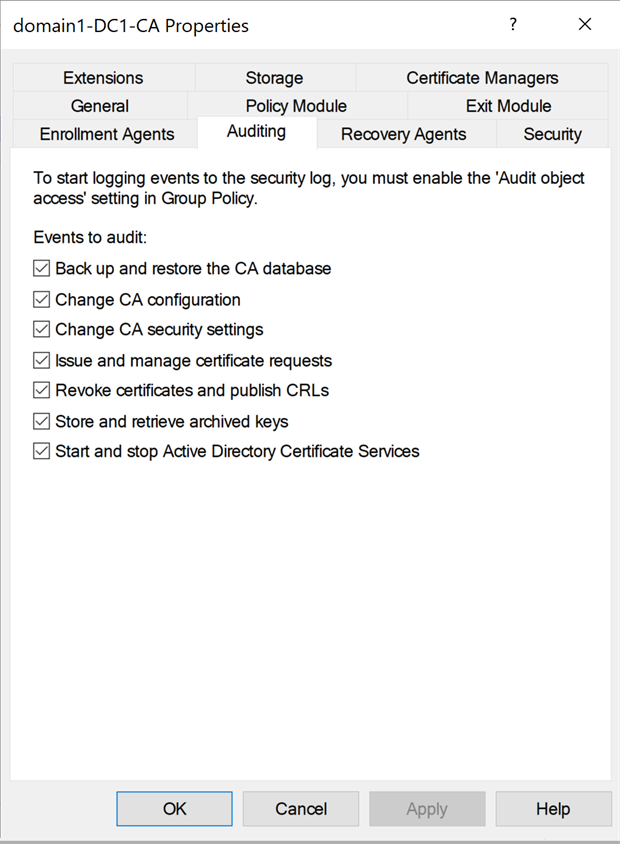 domain1-DC1-CA Properties
?
Extensions Storage Certificate Managers
General Policy Module Exit Module
Enrollment Agents Auditing Recovery Agents Security
To start logging events to the security log, you must enable the 'Audit object
access' setting in Group Policy.
Events to audit:
Back up and restore the CA database
Change CA configuration
Change CA security settings
Issue and manage certificate requests
Revoke certificates and publish CRLs
Store and retrieve archived keys
Start and stop Active Directory Certificate Services
OK Cancel Apply Help